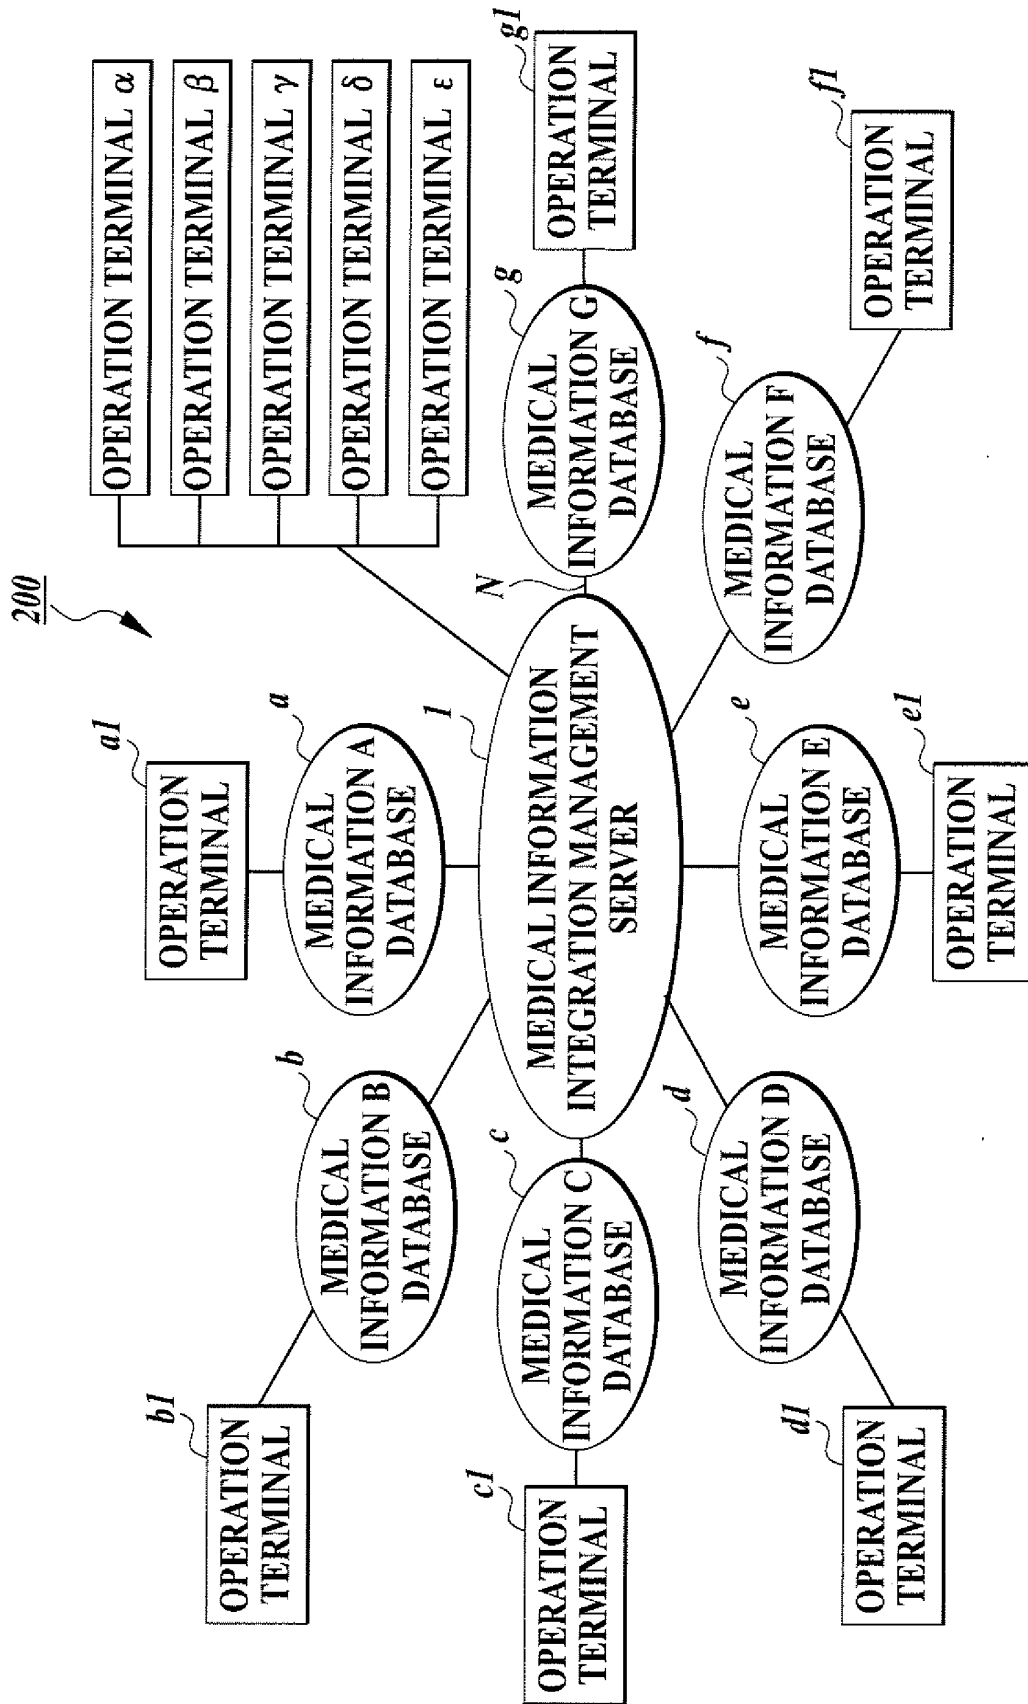 200
OPERATION TERMINAL α
OPERATION TERMINAL β
OPERATION TERMINAL γ
OPERATION TERMINAL δ
OPERATION TERMINAL ε
a1
OPERATION
TERMINAL
a
MEDICAL
INFORMATION A
DATABASE
b1
OPERATION
TERMINAL
b
MEDICAL
INFORMATION B
DATABASE
c1
OPERATION
TERMINAL
c
MEDICAL
INFORMATION C
DATABASE
1
MEDICAL INFORMATION
INTEGRATION MANAGEMENT
SERVER
N
g
MEDICAL
INFORMATION G
DATABASE
g1
OPERATION
TERMINAL
d
MEDICAL
INFORMATION D
DATABASE
d1
OPERATION
TERMINAL
e
MEDICAL
INFORMATION E
DATABASE
e1
OPERATION
TERMINAL
f
MEDICAL
INFORMATION F
DATABASE
f1
OPERATION
TERMINAL